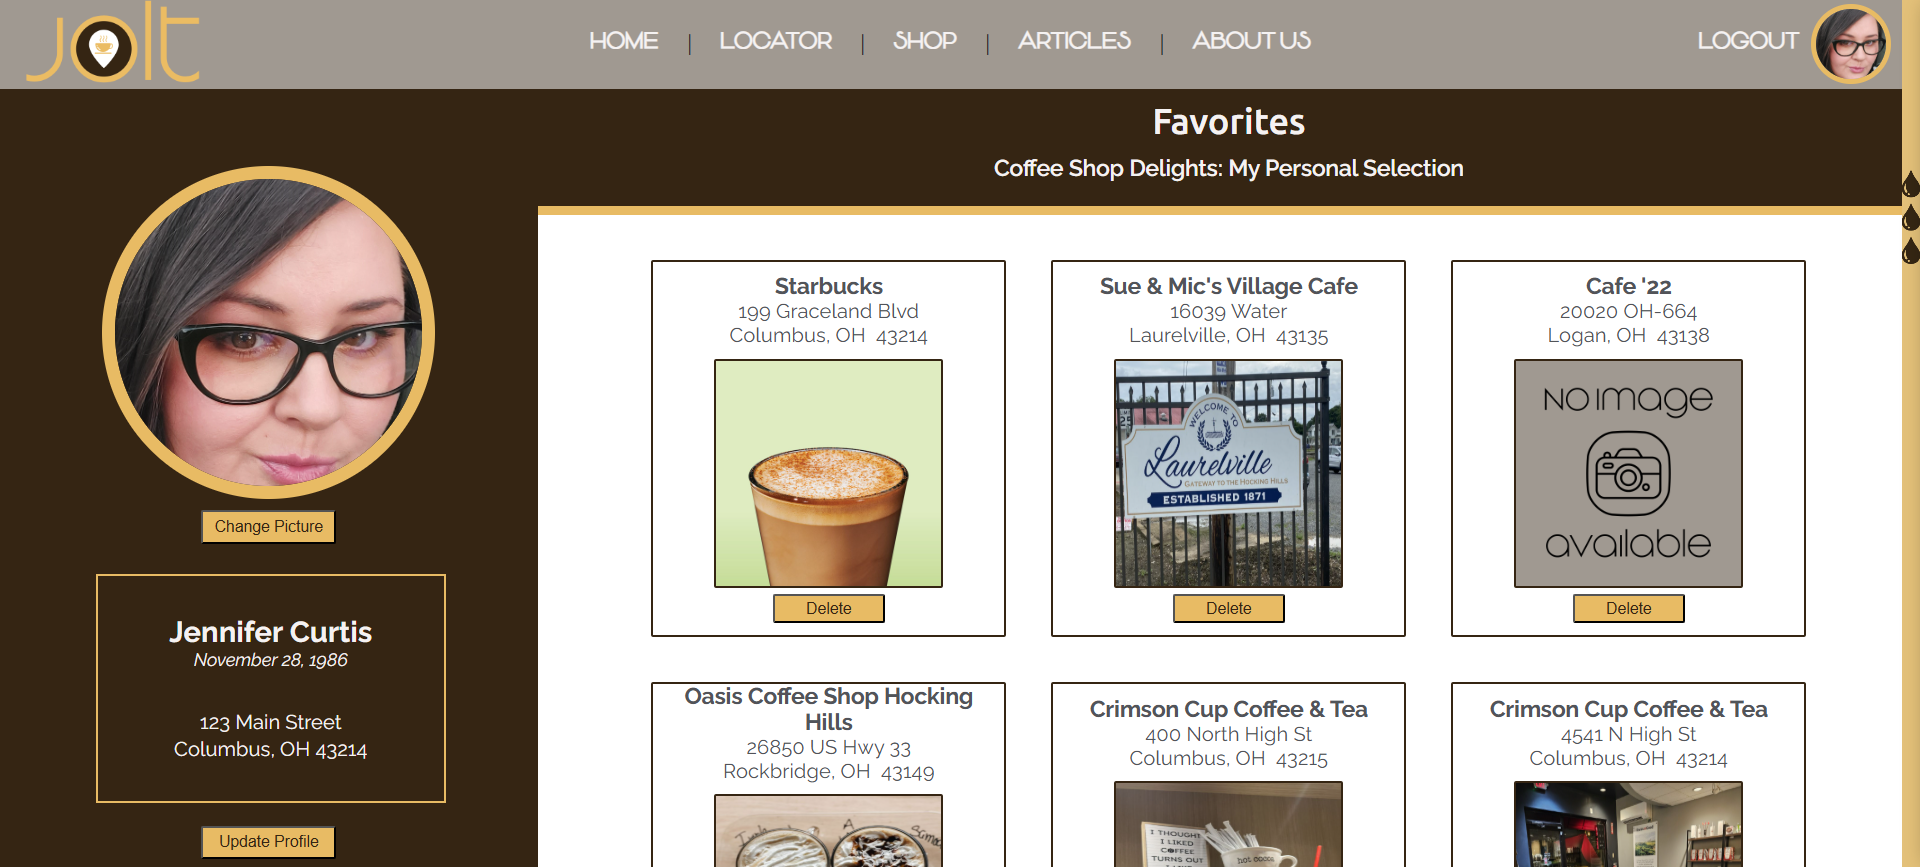 jolt
HOME | LOCATOR | SHOP | ARTICLES | ABOUT US
LOGOUT
Favorites
Coffee Shop Delights: My Personal Selection
Change Picture
Jennifer Curtis
November 28, 1986
123 Main Street
Columbus, OH 43214
Update Profile
Starbucks
199 Graceland Blvd
Columbus, OH 43214
Delete
Sue & Mic's Village Cafe
16039 Water
Laurelville, OH 43135
WELCOME TO
Laurelville
GATEWAY TO THE HOCKING HILLS
ESTABLISHED 1871
Delete
Cafe '22
20020 OH-664
Logan, OH 43138
No image
available
Delete
Oasis Coffee Shop Hocking
Hills
26850 US Hwy 33
Rockbridge, OH 43149
Crimson Cup Coffee & Tea
400 North High St
Columbus, OH 43215
I THOUGHT
I LIKED
COFFEE
TURNS OUT
hot cocoa
Crimson Cup Coffee & Tea
4541 N High St
Columbus, OH 43214